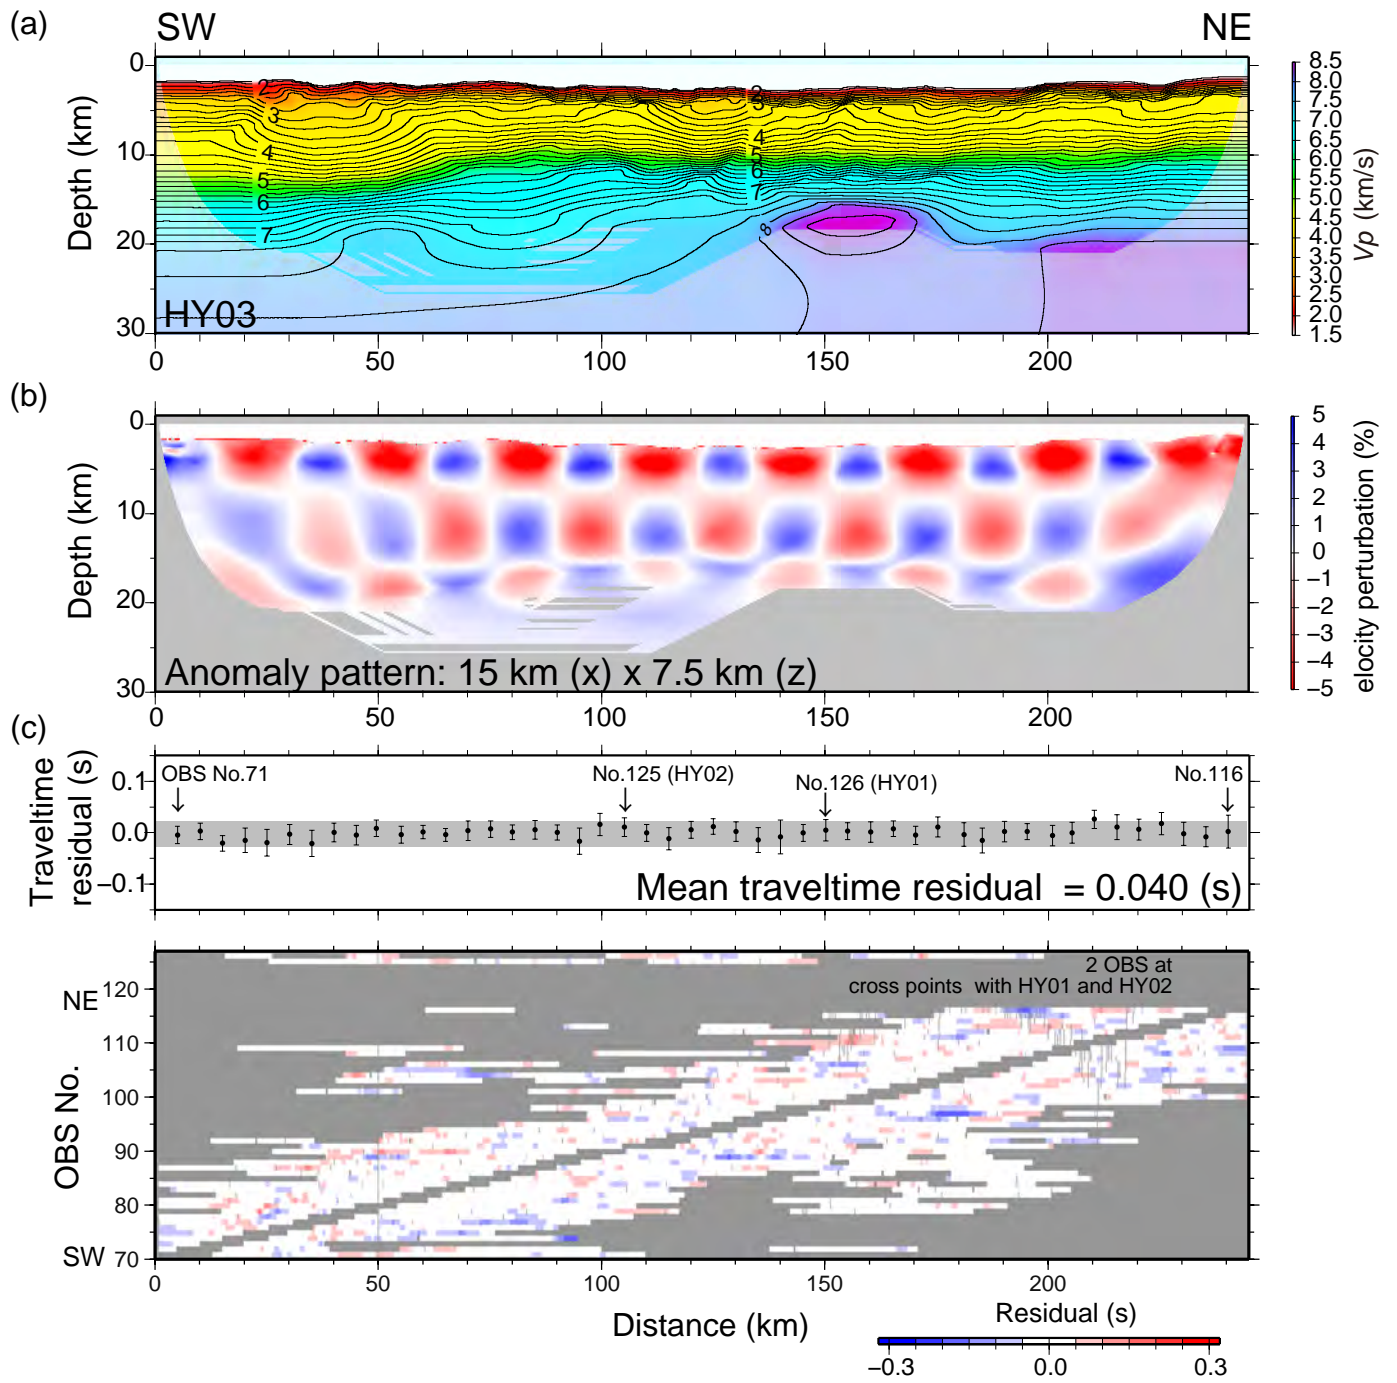 (a)
SW
NE
0
10
20
30
Depth (km)
2
3
4
5
6
7
2
3
4
5
6
7
8
HY03
0
50
100
150
200
8.5
8.0
7.5
7.0
6.5
6.0
5.5
5.0
4.5
4.0
3.5
3.0
2.5
2.0
1.5
Vp (km/s)
(b)
0
10
20
30
Depth (km)
Anomaly pattern: 15 km (x) x 7.5 km (z)
0
50
100
150
200
5
4
3
2
1
0
−1
−2
−3
−4
−5
elocity perturbation (%)
(c)
Traveltime
residual (s)
0.1
0.0
−0.1
OBS No.71
No.125 (HY02)
No.126 (HY01)
No.116
Mean traveltime residual = 0.040 (s)
2 OBS at
cross points with HY01 and HY02
NE
SW
120
110
100
90
80
70
OBS No.
0
50
100
150
200
Distance (km)
Residual (s)
−0.3
0.0
0.3